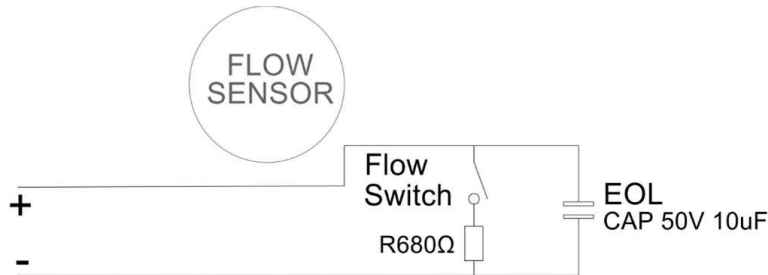 FLOW
SENSOR
Flow
Switch
+
EOL
CAP 50V 10uF
R680Ω
-